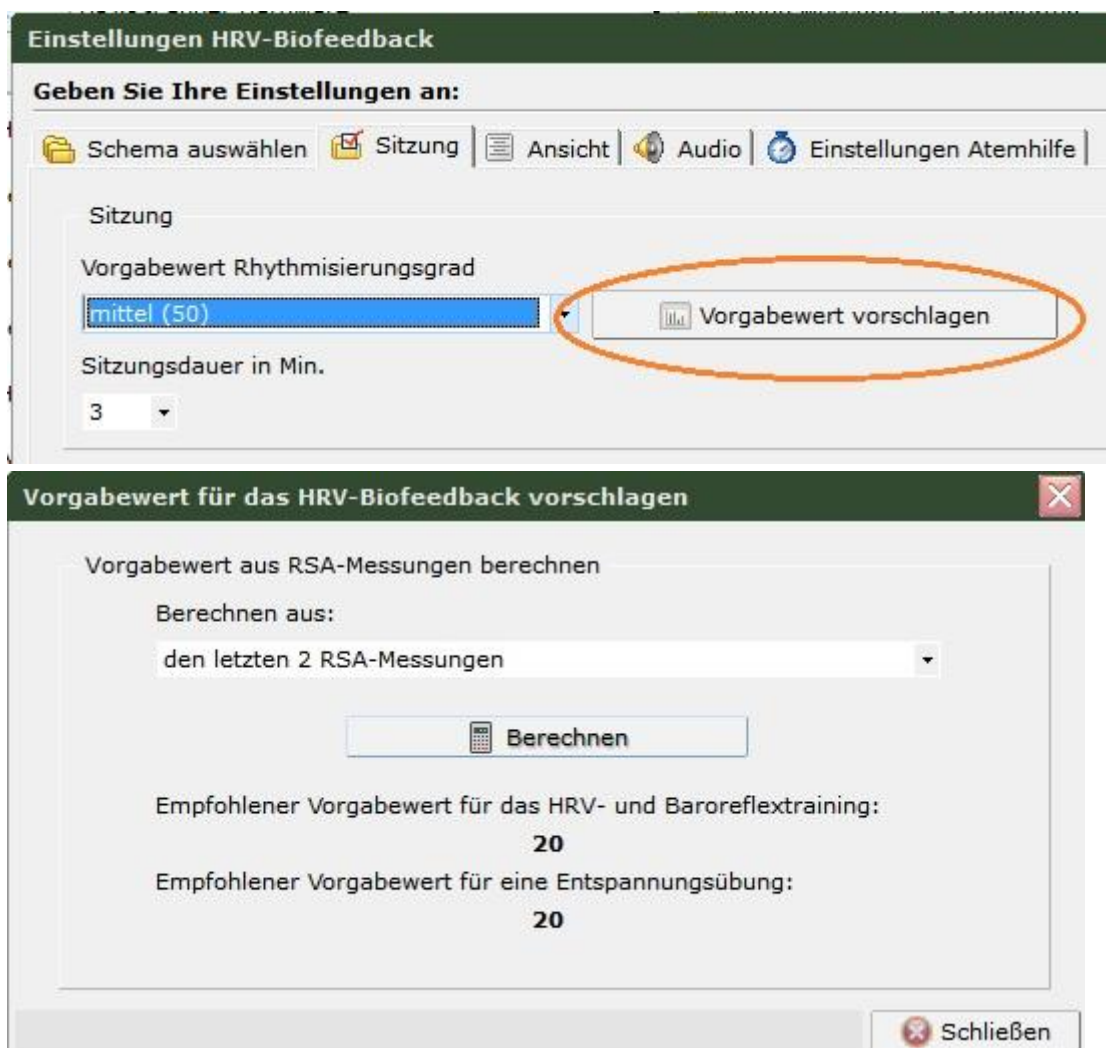 Einstellungen HRV-Biofeedback
Geben Sie Ihre Einstellungen an:
Schema auswählen Sitzung Ansicht Audio Einstellungen Atemhilfe
Sitzung
Vorgabewert Rhythmisierungsgrad
mittel (50) Vorgabewert vorschlagen
Sitzungsdauer in Min.
3
Vorgabewert für das HRV-Biofeedback vorschlagen
Vorgabewert aus RSA-Messungen berechnen
Berechnen aus:
den letzten 2 RSA-Messungen
Berechnen
Empfohlener Vorgabewert für das HRV- und Baroreflextraining:
20
Empfohlener Vorgabewert für eine Entspannungsübung:
20
Schließen